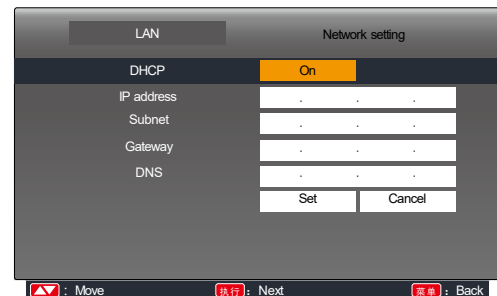 LAN Network setting
DHCP On
IP address . . .
Subnet . . .
Gateway . . .
DNS . . .
Set Cancel
: Move 执行 : Next 菜单 : Back